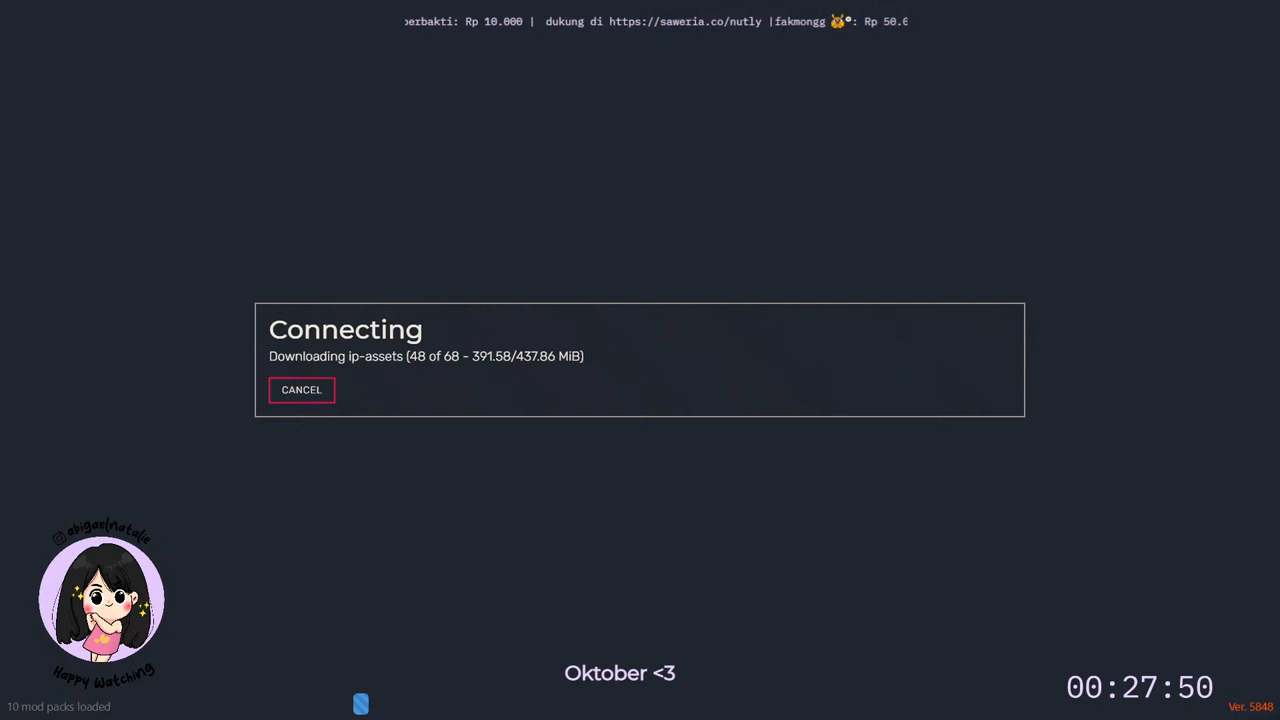 perbakti: Rp 10.000 | dukung di https://saweria.co/nutly |fakmongg : Rp 50.0
Connecting
Downloading ip-assets (48 of 68 - 391.58/437.86 MiB)
CANCEL
@abigaelnatalie
Happy Watching
Oktober <3
00:27:50
10 mod packs loaded
Ver. 5848